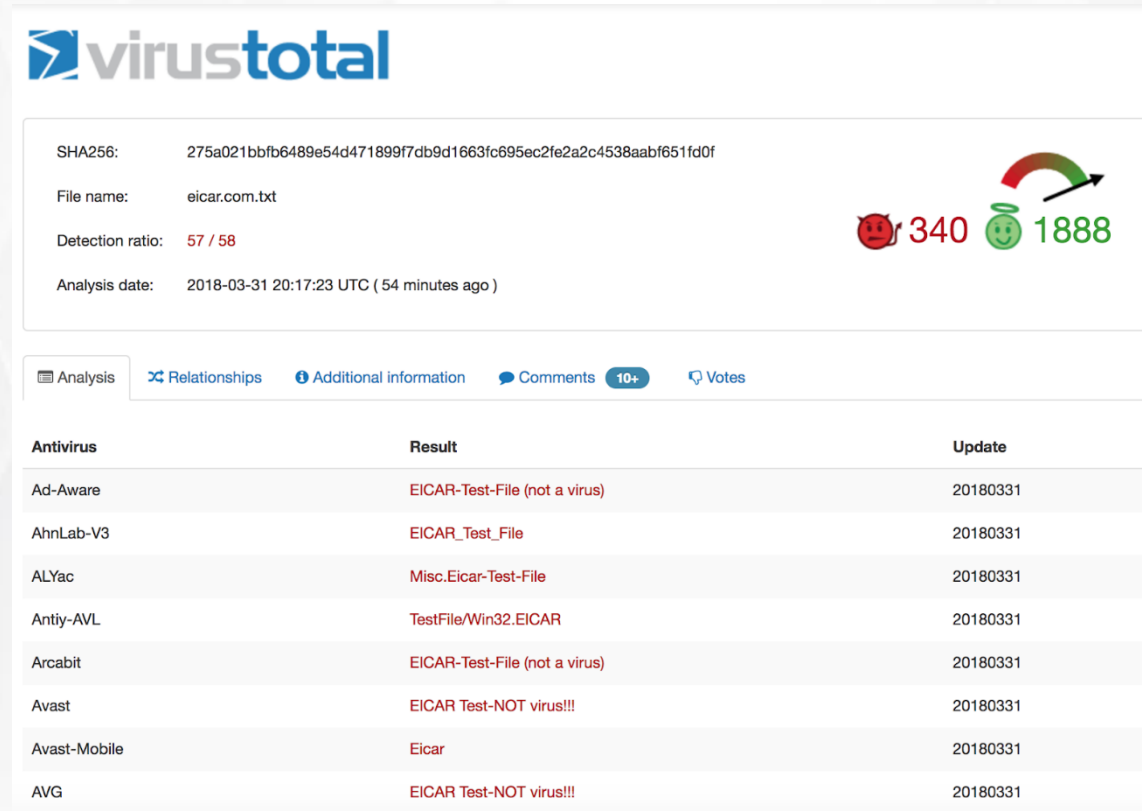 virustotal
SHA256: 275a021bbfb6489e54d471899f7db9d1663fc695ec2fe2a2c4538aabf651fd0f
File name: eicar.com.txt
Detection ratio: 57 / 58
Analysis date: 2018-03-31 20:17:23 UTC ( 54 minutes ago )
340 1888
Analysis Relationships Additional information Comments 10+ Votes
Antivirus Result Update
Ad-Aware EICAR-Test-File (not a virus) 20180331
AhnLab-V3 EICAR_Test_File 20180331
ALYac Misc.Eicar-Test-File 20180331
Antiy-AVL TestFile/Win32.EICAR 20180331
Arcabit EICAR-Test-File (not a virus) 20180331
Avast EICAR Test-NOT virus!!! 20180331
Avast-Mobile Eicar 20180331
AVG EICAR Test-NOT virus!!! 20180331